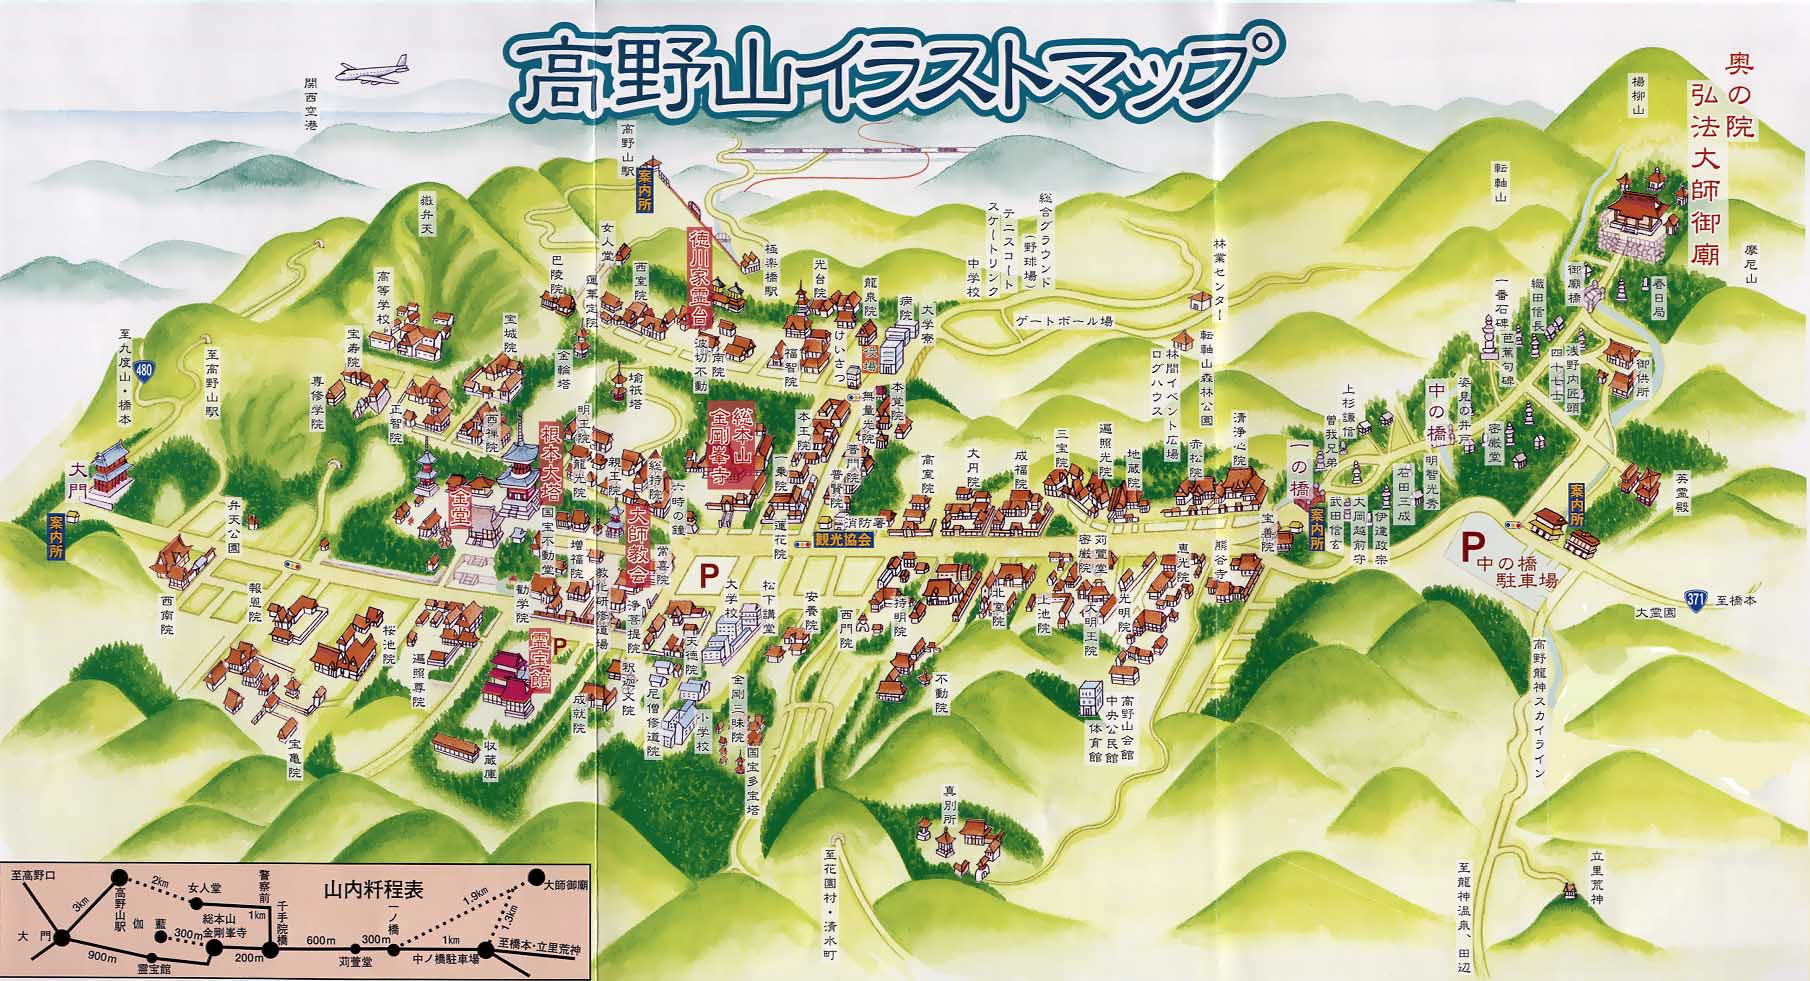 高野山イラストマップ
関西空港
高野山駅
案内所
奥の院
弘法大師御廟
楊柳山
転軸山
摩尼山
嶽弁天
女人堂
徳川家霊台
極楽橋駅
光台院
龍泉院
病院
大学寮
中学校
スケートリンク
テニスコート
総合グラウンド
(野球場)
林業センター
ゲートボール場
高等学校
巴陵院
蓮華定院
西室院
御廟橋
春日局
一番石碑
芭蕉句碑
織田信長
浅野内匠頭
四十七士
御供所
至九度山・橋本
480
至高野山駅
宝寿院
宝城院
金輪塔
瑜祇塔
波切不動
南院
福智院
けいさつ
役場
転軸山森林公園
林間イベント広場
ログハウス
専修学院
正智院
西禅院
明王院
総本山
金剛峯寺
本王院
無量光院
本覚院
上杉謙信
曽我兄弟
中の橋
姿見の井戸
密厳堂
大門
根本大塔
龍光院
親王院
総持院
六時の鐘
一乗院
普賢院
普門院
高室院
大円院
成福院
三宝院
遍照光院
地蔵院
赤松院
清浄心院
一の橋
石田三成
明智光秀
英霊殿
案内所
弁天公園
金堂
国宝不動堂
大師教会
蓮花院
消防署
観光協会
宝善院
案内所
武田信玄
大岡越前守
伊達政宗
案内所
P
中の橋
駐車場
西南院
報恩院
増福院
教化研修道場
常喜院
P
大学校
松下講堂
安養院
西門院
持明院
北室院
上池院
密厳院
苅萱堂
大明王院
光明院
恵光院
熊谷寺
371
至橋本
大霊園
桜池院
遍照尊院
勧学院
霊宝館
P
浄菩提院
天徳院
宝亀院
収蔵庫
成就院
釈迦文院
尼僧修道院
小学校
金剛三昧院
国宝多宝塔
不動院
高野山会館
中央公民館
体育館
高野龍神スカイライン
真別所
至花園村・清水町
至龍神温泉、田辺
立里荒神
山内粁程表
至高野口
3km
高野山駅
2km
女人堂
警察前
1km
千手院橋
大師御廟
1.9km
1.3km
一ノ橋
大門
伽藍
300m
総本山
金剛峯寺
900m
霊宝館
200m
600m
苅萱堂
300m
1km
中ノ橋駐車場
至橋本・立里荒神